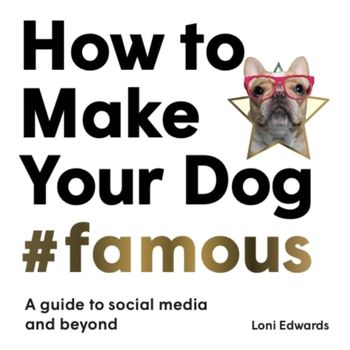 How to
Make
Your Dog
#famous
A guide to social media
and beyond
Loni Edwards